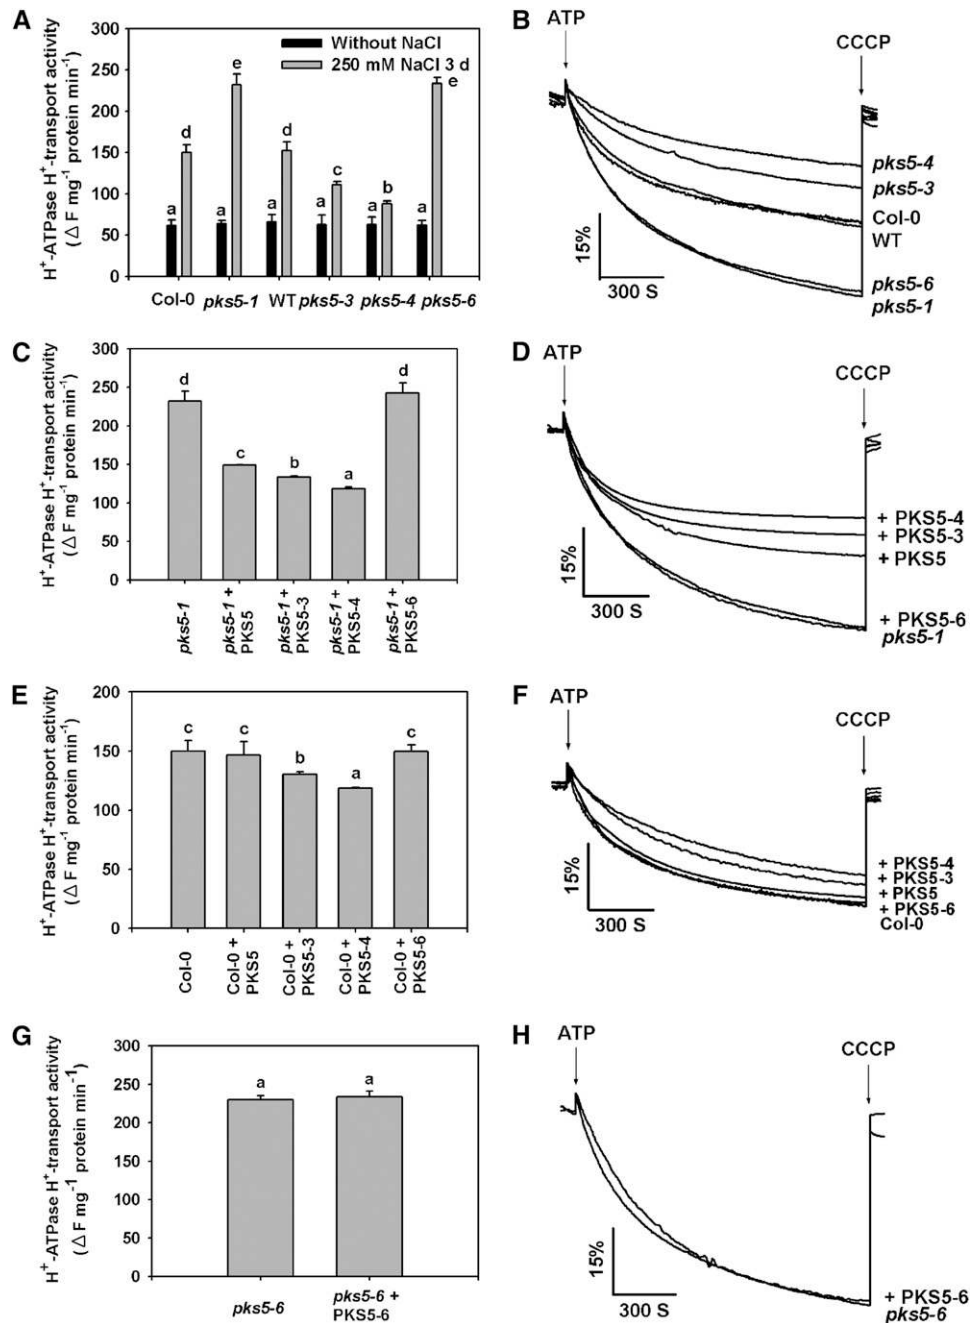 A
H⁺-ATPase H⁺-transport activity
(Δ F mg⁻¹ protein min⁻¹)
300
250
200
150
100
50
0
Without NaCl
250 mM NaCl 3 d
a
d
a
e
a
d
a
c
a
b
a
e
Col-0
pks5-1
WT
pks5-3
pks5-4
pks5-6
B
ATP
CCCP
pks5-4
pks5-3
Col-0
WT
pks5-6
pks5-1
15%
300 S
C
H⁺-ATPase H⁺-transport activity
(Δ F mg⁻¹ protein min⁻¹)
300
250
200
150
100
50
0
d
c
b
a
d
pks5-1
pks5-1 +
PKS5
pks5-1 +
PKS5-3
pks5-1 +
PKS5-4
pks5-1 +
PKS5-6
D
ATP
CCCP
+ PKS5-4
+ PKS5-3
+ PKS5
+ PKS5-6
pks5-1
15%
300 S
E
H⁺-ATPase H⁺-transport activity
(Δ F mg⁻¹ protein min⁻¹)
200
150
100
50
0
c
c
b
a
c
Col-0
Col-0 +
PKS5
Col-0 +
PKS5-3
Col-0 +
PKS5-4
Col-0 +
PKS5-6
F
ATP
CCCP
+ PKS5-4
+ PKS5-3
+ PKS5
+ PKS5-6
Col-0
15%
300 S
G
H⁺-ATPase H⁺-transport activity
(Δ F mg⁻¹ protein min⁻¹)
300
250
200
150
100
50
0
a
a
pks5-6
pks5-6 +
PKS5-6
H
ATP
CCCP
+ PKS5-6
pks5-6
15%
300 S